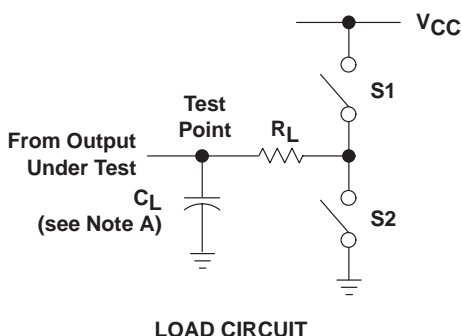 VCC
S1
Test
Point
RL
From Output
Under Test
CL
(see Note A)
S2
LOAD CIRCUIT